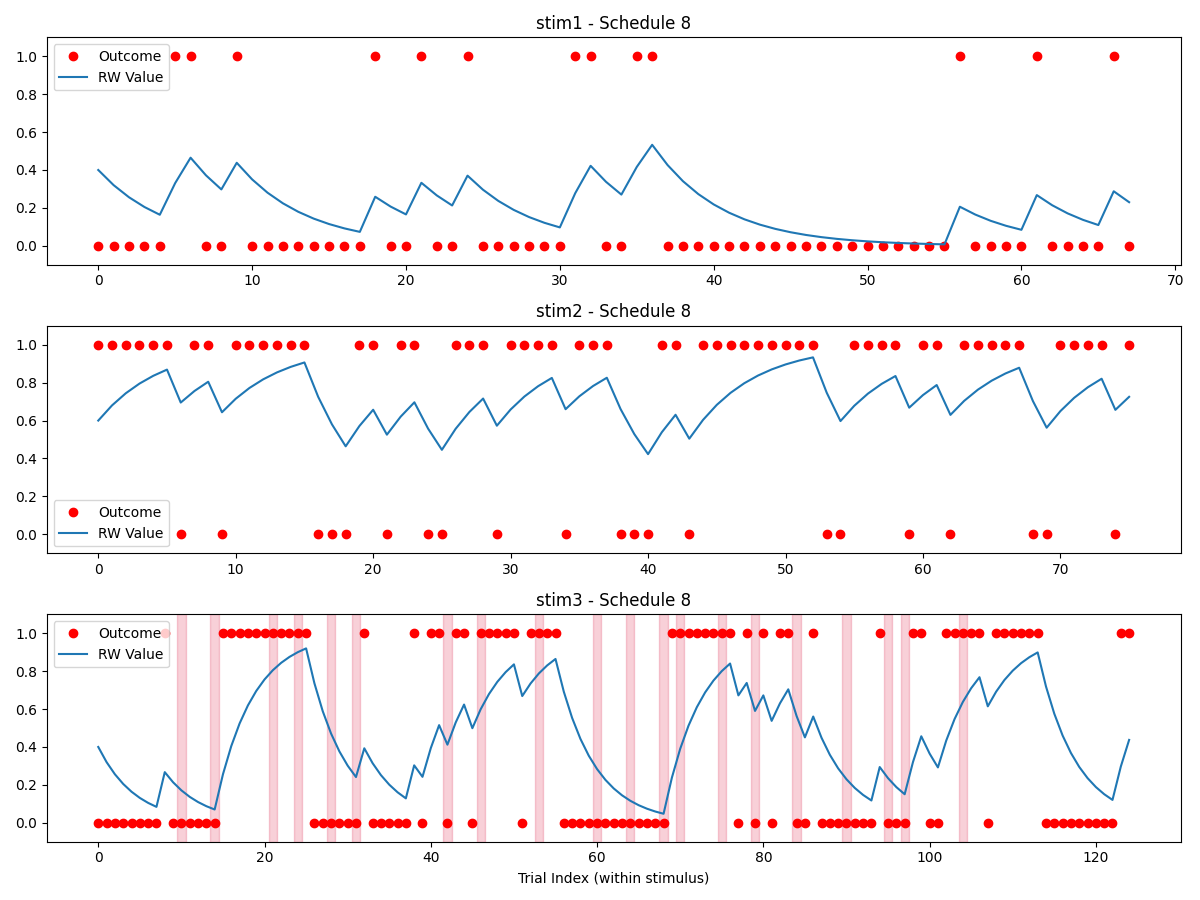 stim1 - Schedule 8
1.0
0.8
0.6
0.4
0.2
0.0
Outcome
RW Value
0 10 20 30 40 50 60 70
stim2 - Schedule 8
1.0
0.8
0.6
0.4
0.2
0.0
Outcome
RW Value
0 10 20 30 40 50 60 70
stim3 - Schedule 8
1.0
0.8
0.6
0.4
0.2
0.0
Outcome
RW Value
0 20 40 60 80 100 120
Trial Index (within stimulus)